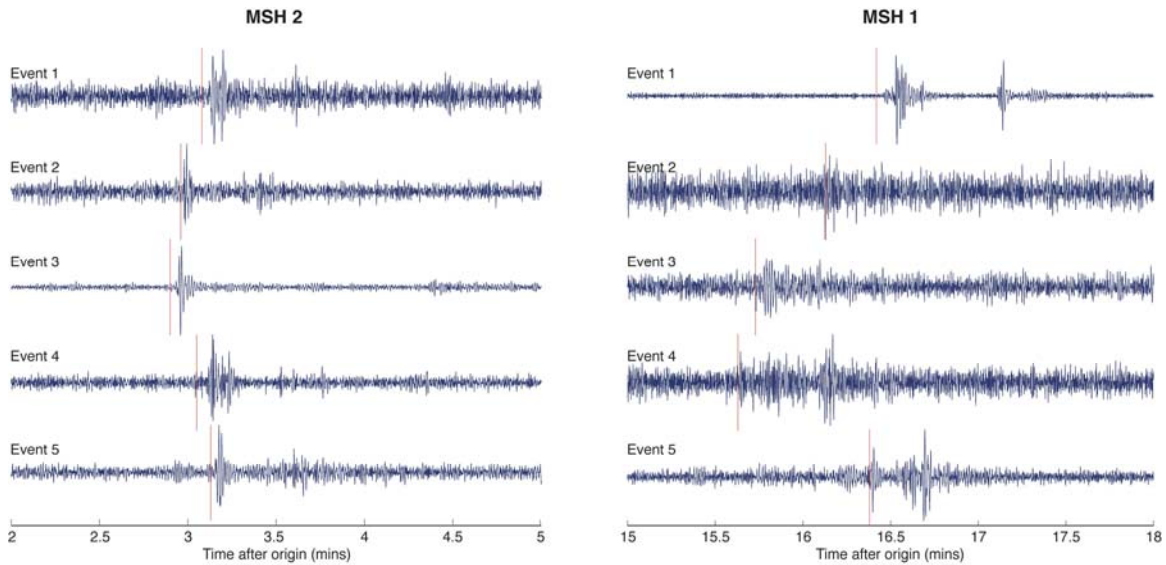 MSH 2
Event 1
Event 2
Event 3
Event 4
Event 5
2 2.5 3 3.5 4 4.5 5
Time after origin (mins)
MSH 1
Event 1
Event 2
Event 3
Event 4
Event 5
15 15.5 16 16.5 17 17.5 18
Time after origin (mins)